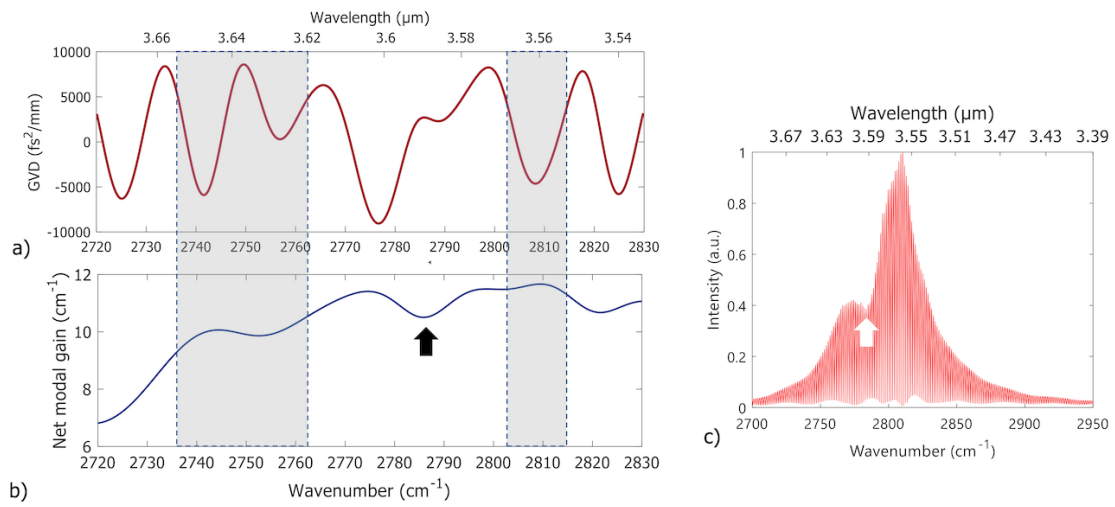 Wavelength (µm)
3.66 3.64 3.62 3.6 3.58 3.56 3.54
10000
5000
0
-5000
-10000
GVD (fs²/mm)
2720 2730 2740 2750 2760 2770 2780 2790 2800 2810 2820 2830
a)
12
10
8
6
Net modal gain (cm⁻¹)
2720 2730 2740 2750 2760 2770 2780 2790 2800 2810 2820 2830
Wavenumber (cm⁻¹)
b)
Wavelength (µm)
3.67 3.63 3.59 3.55 3.51 3.47 3.43 3.39
1
0.8
0.6
0.4
0.2
0
Intensity (a.u.)
2700 2750 2800 2850 2900 2950
Wavenumber (cm⁻¹)
c)